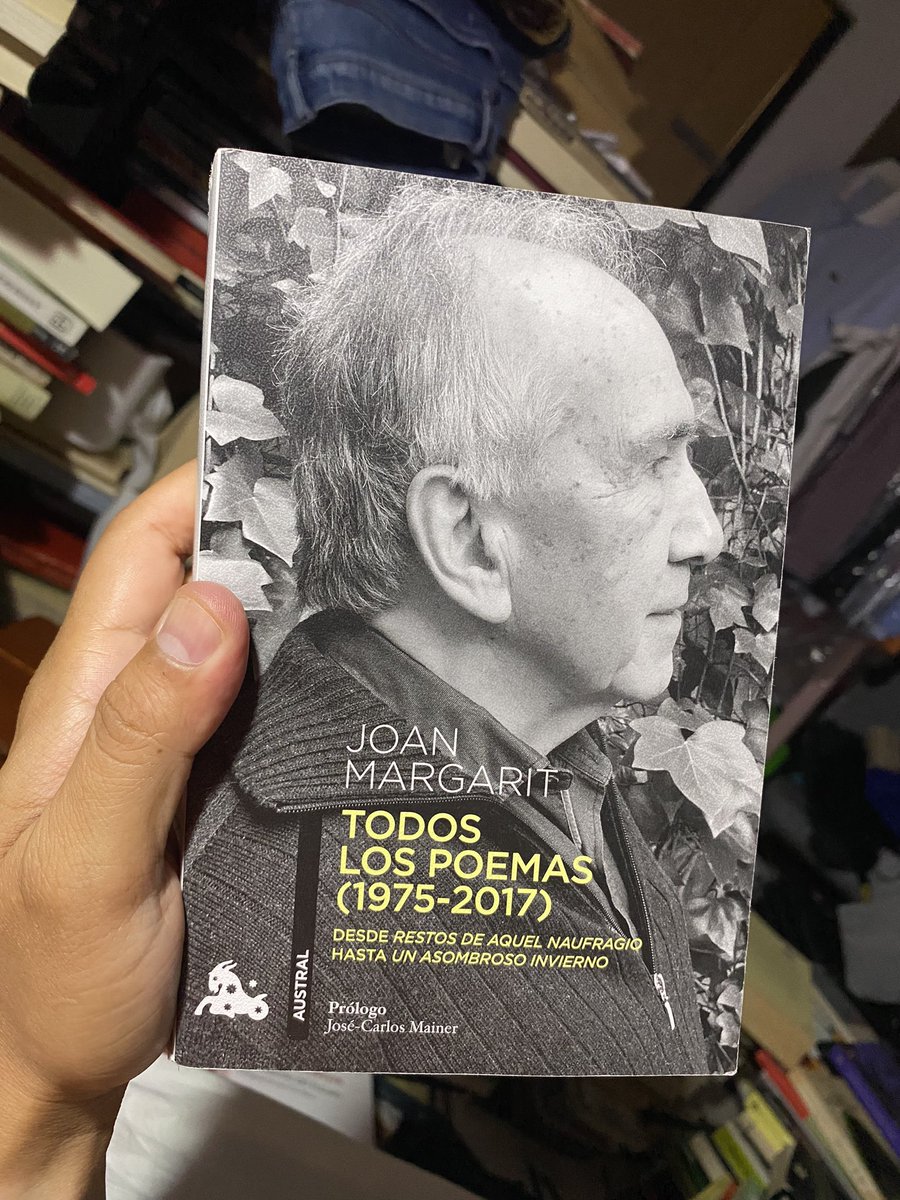 JOAN
MARGARIT
TODOS
LOS POEMAS
(1975-2017)
DESDE RESTOS DE AQUEL NAUFRAGIO
HASTA UN ASOMBROSO INVIERNO
AUSTRAL
Prólogo
José-Carlos Mainer